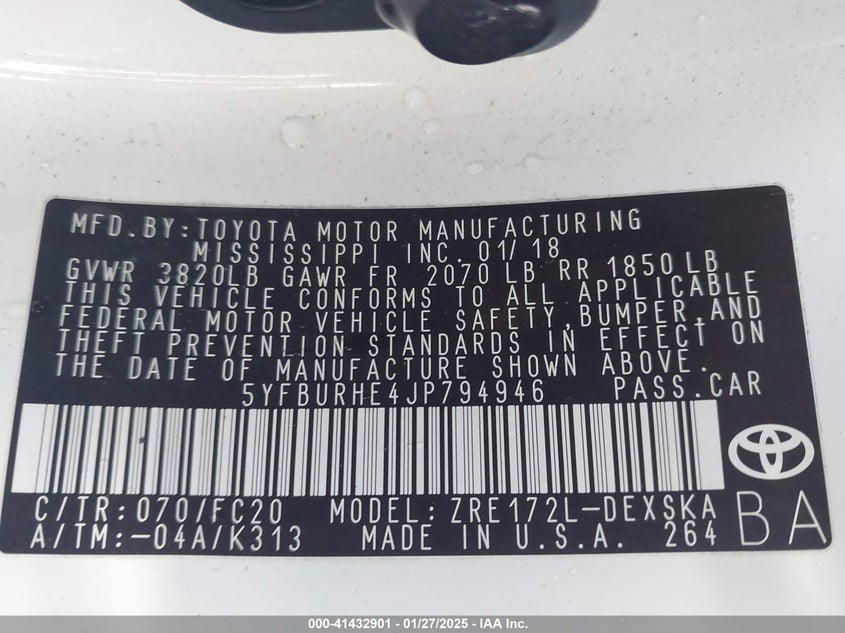 MFD.BY:TOYOTA MOTOR MANUFACTURING
MISSISSIPPI INC. 01/18
GVWR 3820LB GAWR FR 2070 LB RR 1850 LB
THIS VEHICLE CONFORMS TO ALL APPLICABLE
FEDERAL MOTOR VEHICLE SAFETY,BUMPER,AND
THEFT PREVENTION STANDARDS IN EFFECT ON
THE DATE OF MANUFACTURE SHOWN ABOVE.
5YFBURHE4JP794946 PASS.CAR
C/TR:070/FC20 MODEL:ZRE172L-DEXSKA
A/TM:-04A/K313 MADE IN U.S.A. 264
BA
000-41432901 - 01/27/2025 - IAA Inc.